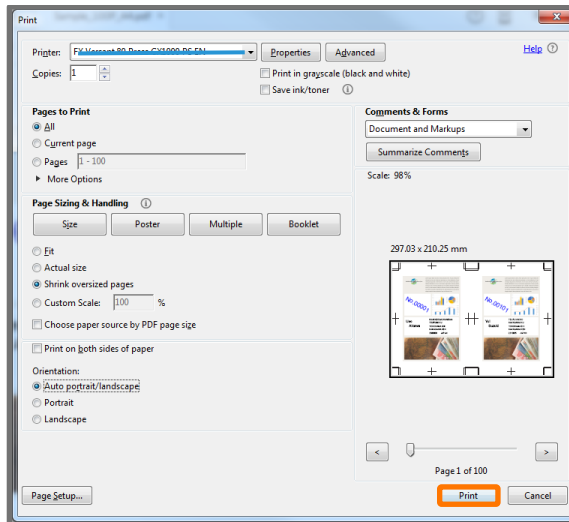 Print
Printer:
Properties
Advanced
Help
Copies: 1
Print in grayscale (black and white)
Save ink/toner
Pages to Print
All
Current page
Pages 1 - 100
More Options
Comments & Forms
Document and Markups
Summarize Comments
Scale: 98%
Page Sizing & Handling
Size
Poster
Multiple
Booklet
Fit
Actual size
Shrink oversized pages
Custom Scale: 100 %
Choose paper source by PDF page size
Print on both sides of paper
Orientation:
Auto portrait/landscape
Portrait
Landscape
297.03 x 210.25 mm
No.00001
No.00101
<
>
Page 1 of 100
Page Setup...
Print
Cancel